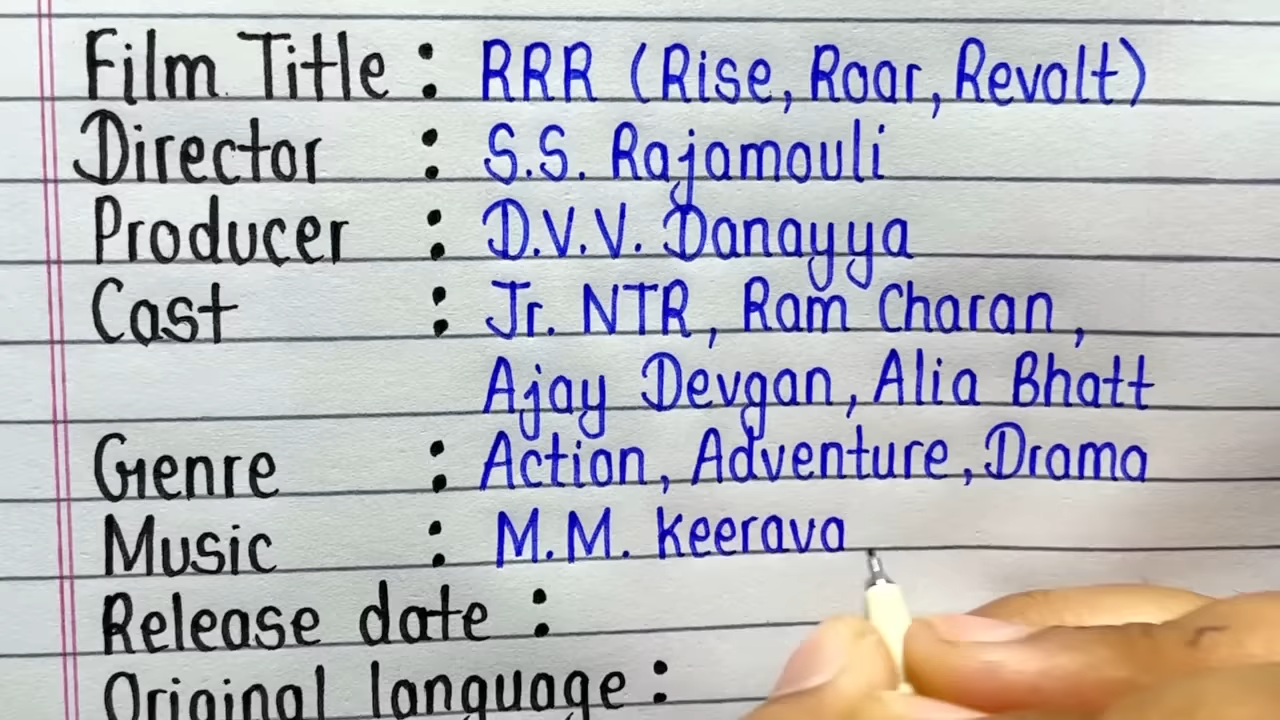 Film Title : RRR (Rise, Roar, Revolt)
Director : S.S. Rajamouli
Producer : D.V.V. Danayya
Cast : Jr. NTR, Ram Charan,
Ajay Devgan, Alia Bhatt
Genre : Action, Adventure, Drama
Music : M.M. Keerava
Release date :
Original language :